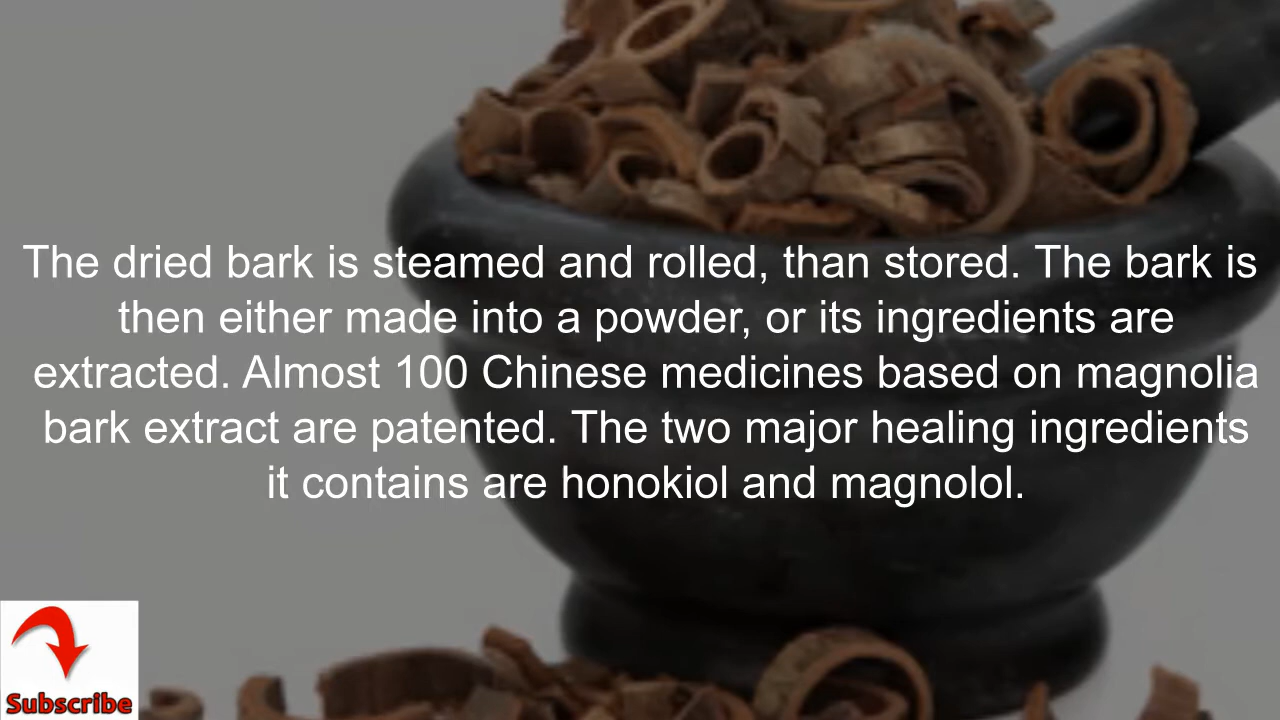 The dried bark is steamed and rolled, than stored. The bark is
then either made into a powder, or its ingredients are
extracted. Almost 100 Chinese medicines based on magnolia
bark extract are patented. The two major healing ingredients
it contains are honokiol and magnolol.
Subscribe